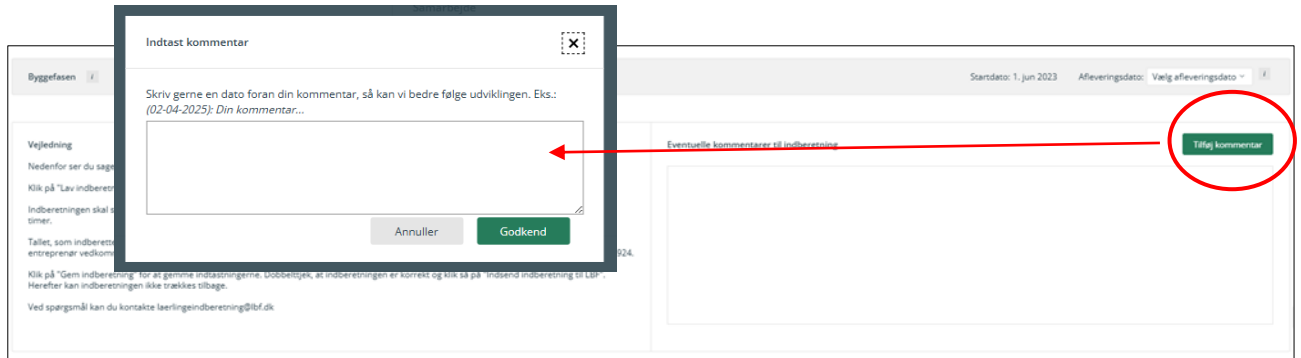 Samarbejde
Indtast kommentar
Skriv gerne en dato foran din kommentar, så kan vi bedre følge udviklingen. Eks.:
(02-04-2025): Din kommentar...
Annuller
Godkend
Byggefasen i
Startdato: 1. jun 2023 Afleveringsdato: Vælg afleveringsdato i
Vejledning
Nedenfor ser du
Klik på "Lav
Indberetningen skal
timer.
Tallet, som
entreprenør
924.
Klik på "Gem indberetning" for at gemme indtastningerne. Dobbelttjek, at indberetningen er korrekt og klik så på "Indsend indberetning til LBF".
Herefter kan indberetningen ikke trækkes tilbage.
Ved spørgsmål kan du kontakte laerlingeindberetning@lbf.dk
Eventuelle kommentarer til indberetning
Tilføj kommentar